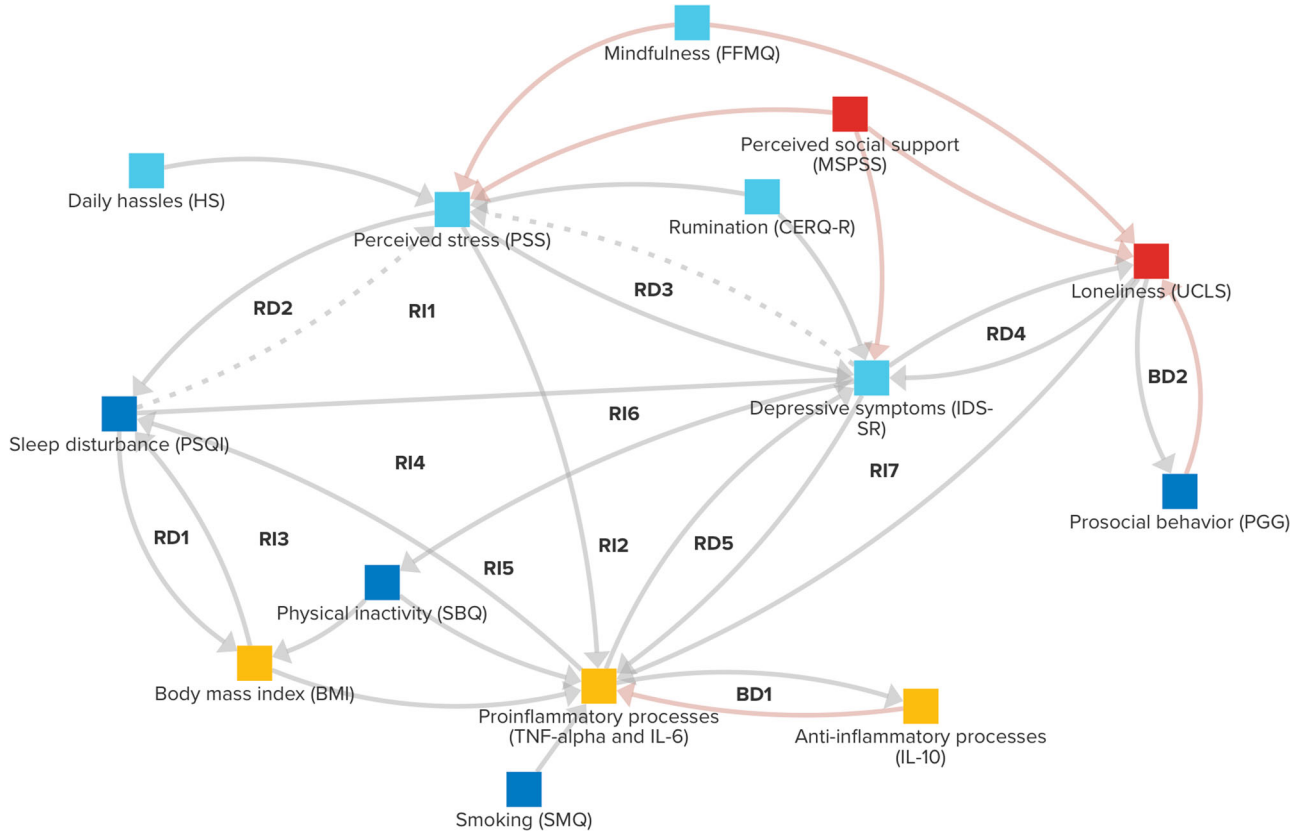 Mindfulness (FFMQ)
Perceived social support
(MSPSS)
Daily hassles (HS)
Rumination (CERQ-R)
Perceived stress (PSS)
Loneliness (UCLS)
RD2
RI1
RD3
RD4
BD2
Depressive symptoms (IDS-
SR)
Sleep disturbance (PSQI)
RI6
RI4
RI7
Prosocial behavior (PGG)
RD1
RI3
RI5
RI2
RD5
Physical inactivity (SBQ)
Body mass index (BMI)
BD1
Proinflammatory processes
(TNF-alpha and IL-6)
Anti-inflammatory processes
(IL-10)
Smoking (SMQ)